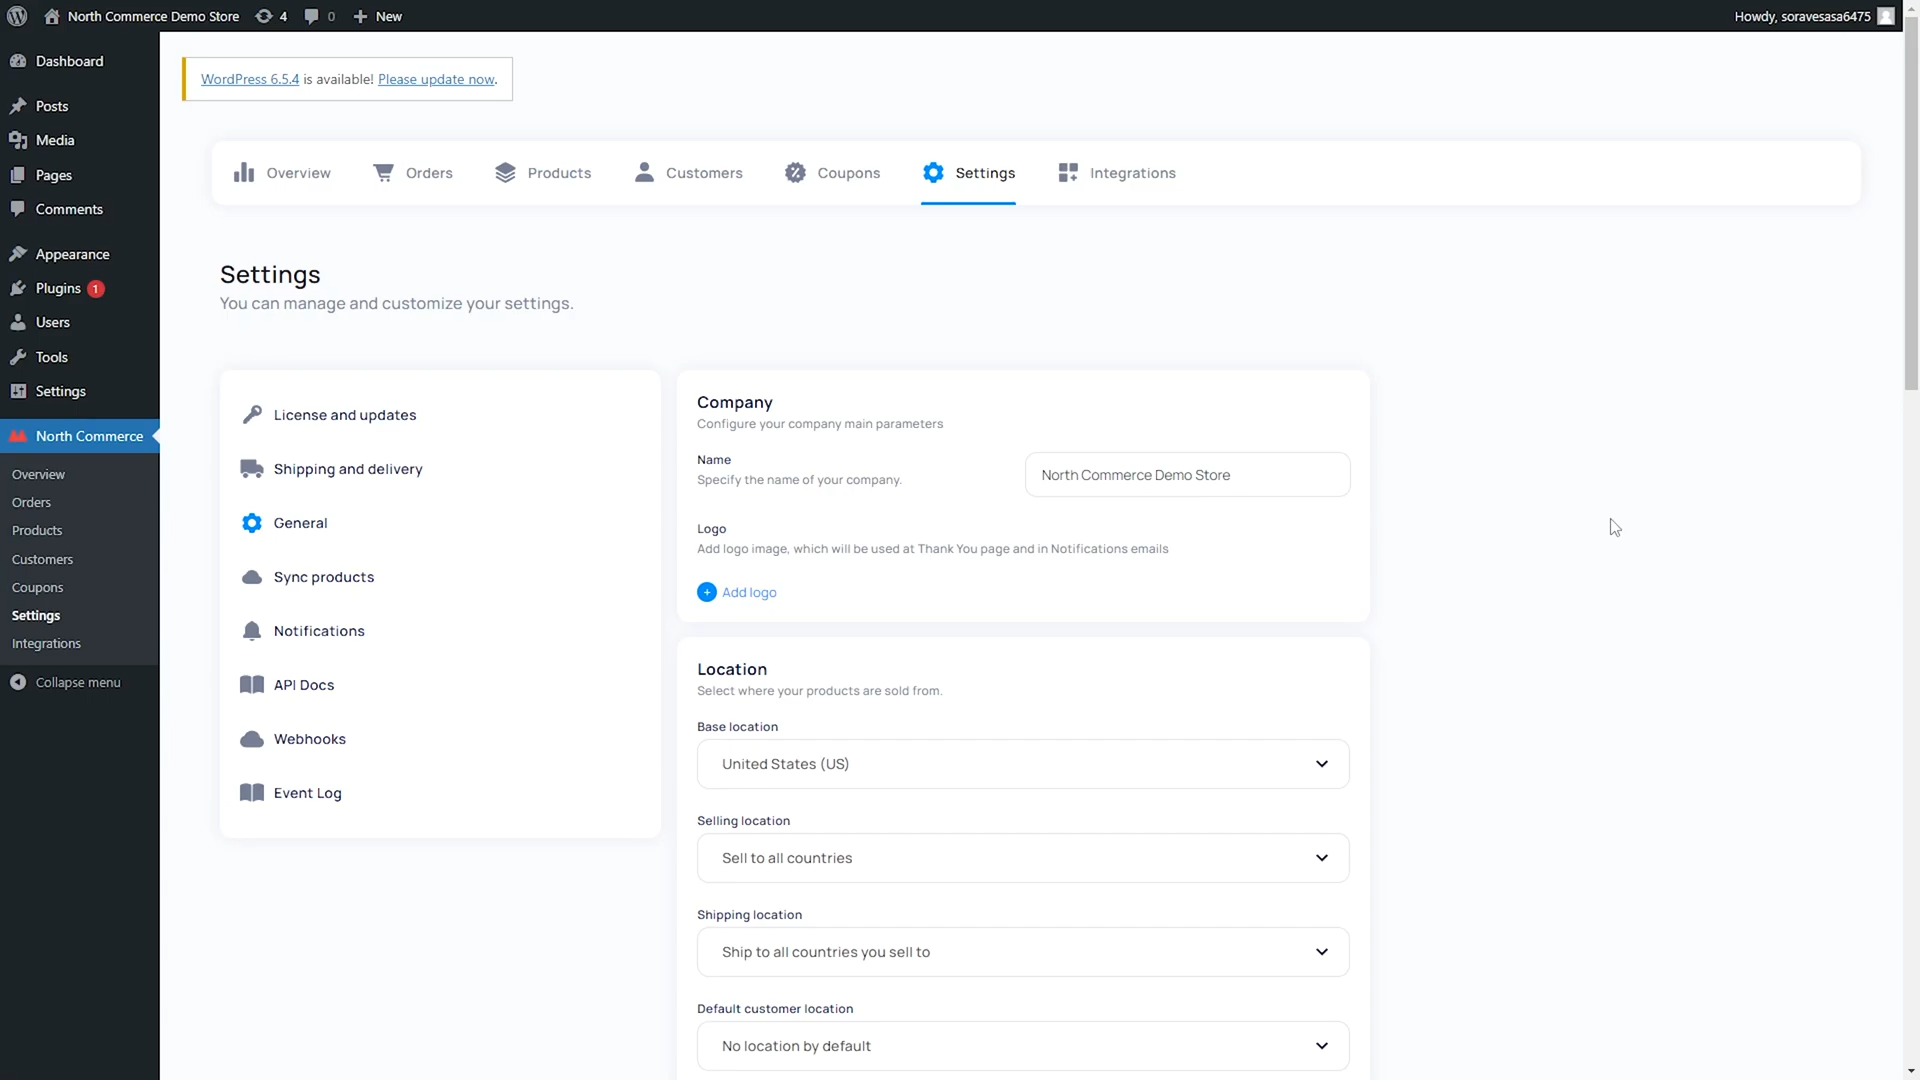 North Commerce Demo Store 4 0 New Howdy, soravesasa6475
Dashboard
Posts
Media
Pages
Comments
Appearance
Plugins 1
Users
Tools
Settings
North Commerce
Overview
Orders
Products
Customers
Coupons
Settings
Integrations
Collapse menu
WordPress 6.5.4 is available! Please update now.
Overview Orders Products Customers Coupons Settings Integrations
Settings
You can manage and customize your settings.
License and updates
Shipping and delivery
General
Sync products
Notifications
API Docs
Webhooks
Event Log
Company
Configure your company main parameters
Name
Specify the name of your company.
North Commerce Demo Store
Logo
Add logo image, which will be used at Thank You page and in Notifications emails
Add logo
Location
Select where your products are sold from.
Base location
United States (US)
Selling location
Sell to all countries
Shipping location
Ship to all countries you sell to
Default customer location
No location by default